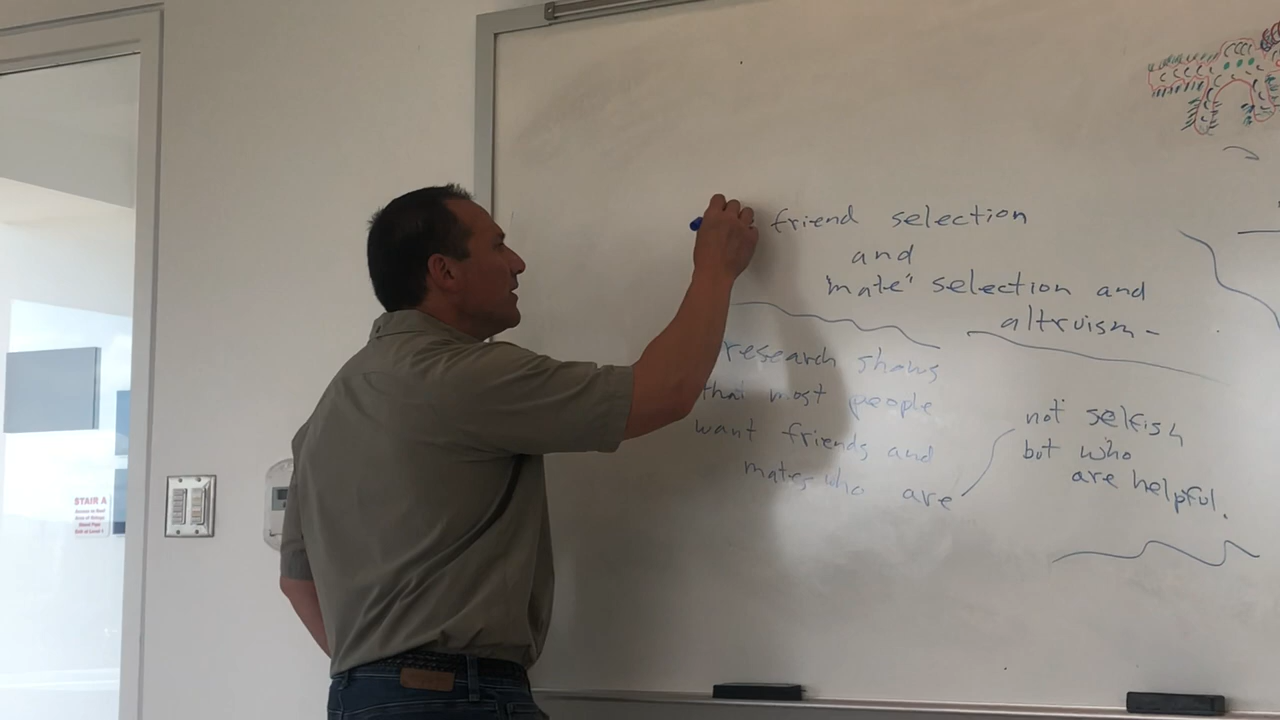 friend selection
and
"mate" selection and
altruism -
research shows
that most people
want friends and
mates who are
not selfish
but who
are helpful.
STAIR A